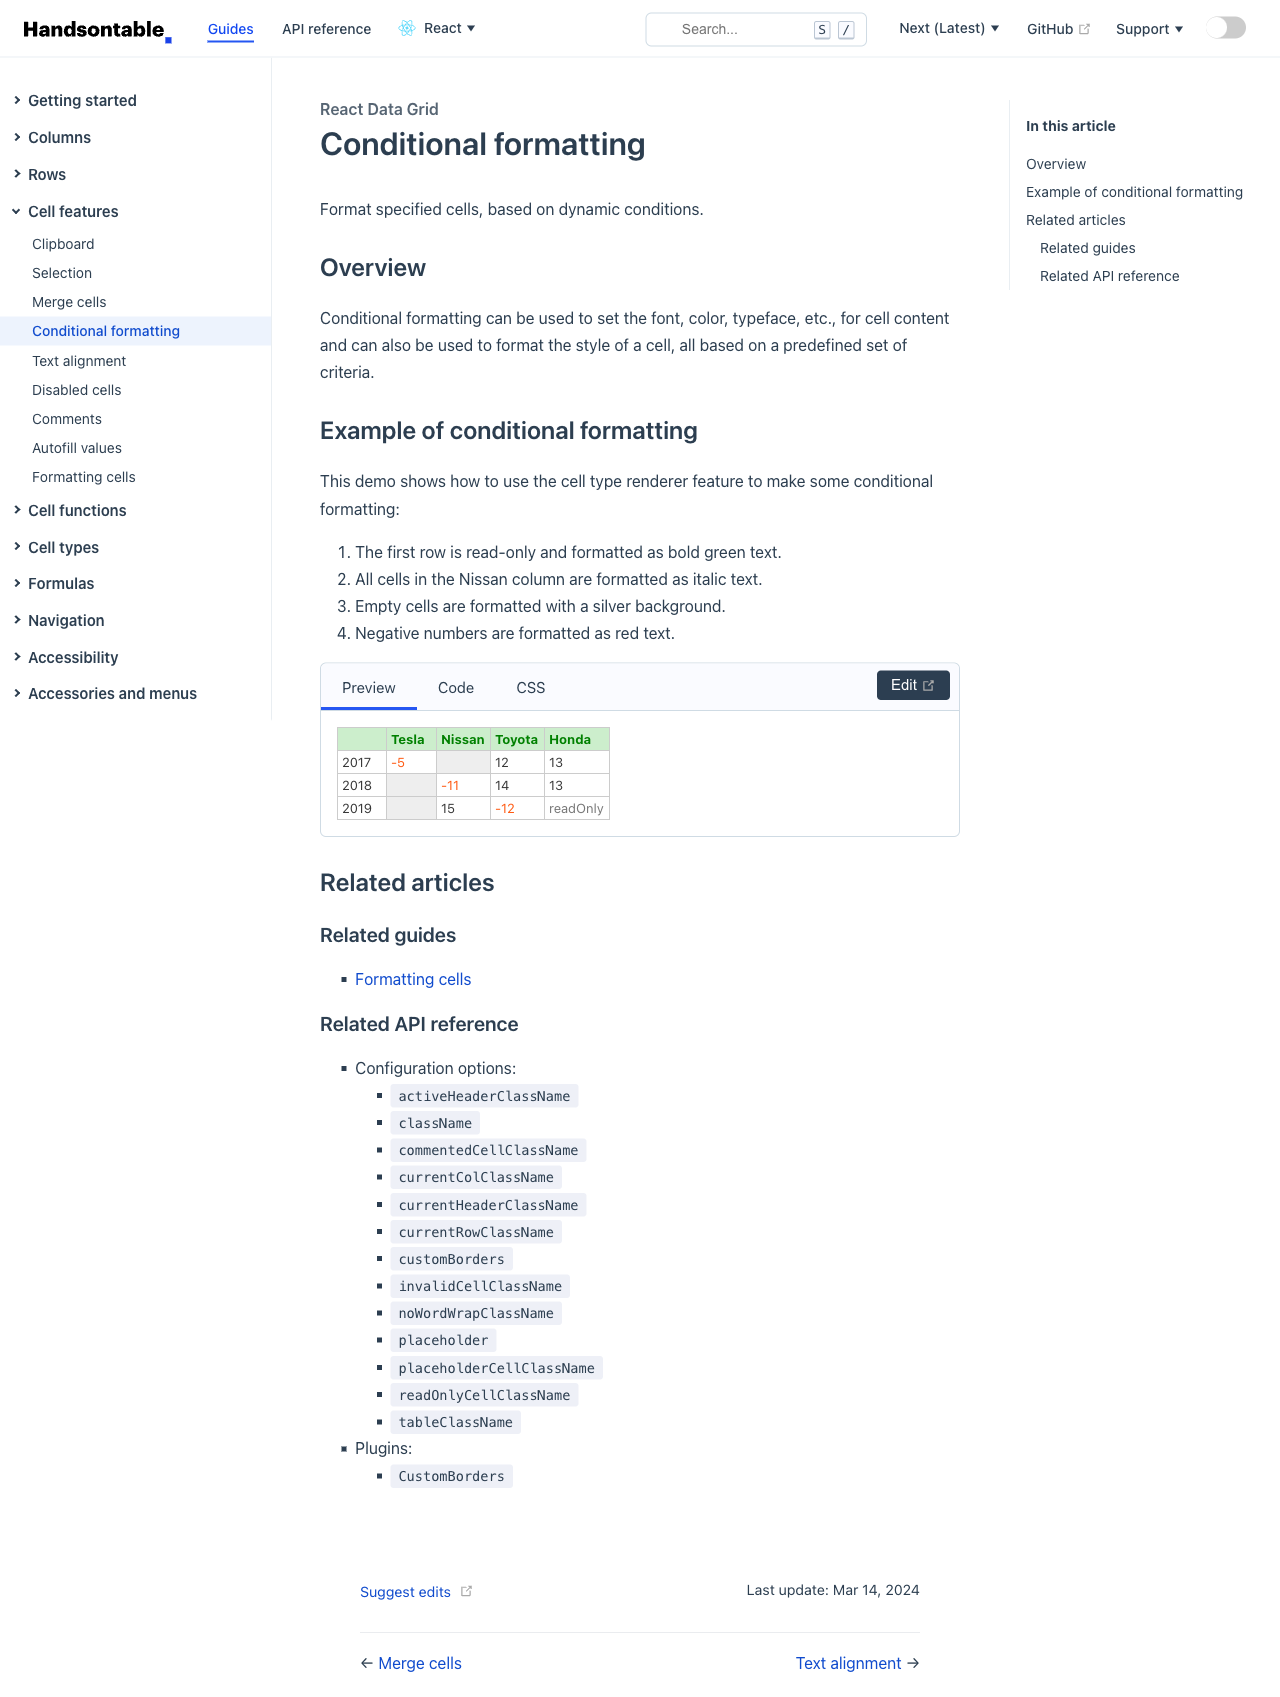 Handsontable
Guides
API reference
React
Search...
S
/
Next (Latest)
GitHub
Support
Getting started
Columns
Rows
Cell features
Clipboard
Selection
Merge cells
Conditional formatting
Text alignment
Disabled cells
Comments
Autofill values
Formatting cells
Cell functions
Cell types
Formulas
Navigation
Accessibility
Accessories and menus
React Data Grid
Conditional formatting
Format specified cells, based on dynamic conditions.
Overview
Conditional formatting can be used to set the font, color, typeface, etc., for cell content
and can also be used to format the style of a cell, all based on a predefined set of
criteria.
Example of conditional formatting
This demo shows how to use the cell type renderer feature to make some conditional
formatting:
1. The first row is read-only and formatted as bold green text.
2. All cells in the Nissan column are formatted as italic text.
3. Empty cells are formatted with a silver background.
4. Negative numbers are formatted as red text.
Preview
Code
CSS
Edit
Tesla Nissan Toyota Honda
2017 -5 12 13
2018 -11 14 13
2019 15 -12 readOnly
Related articles
Related guides
Formatting cells
Related API reference
Configuration options:
activeHeaderClassName
className
commentedCellClassName
currentColClassName
currentHeaderClassName
currentRowClassName
customBorders
invalidCellClassName
noWordWrapClassName
placeholder
placeholderCellClassName
readOnlyCellClassName
tableClassName
Plugins:
CustomBorders
Suggest edits
Last update: Mar 14, 2024
← Merge cells
Text alignment →
In this article
Overview
Example of conditional formatting
Related articles
Related guides
Related API reference